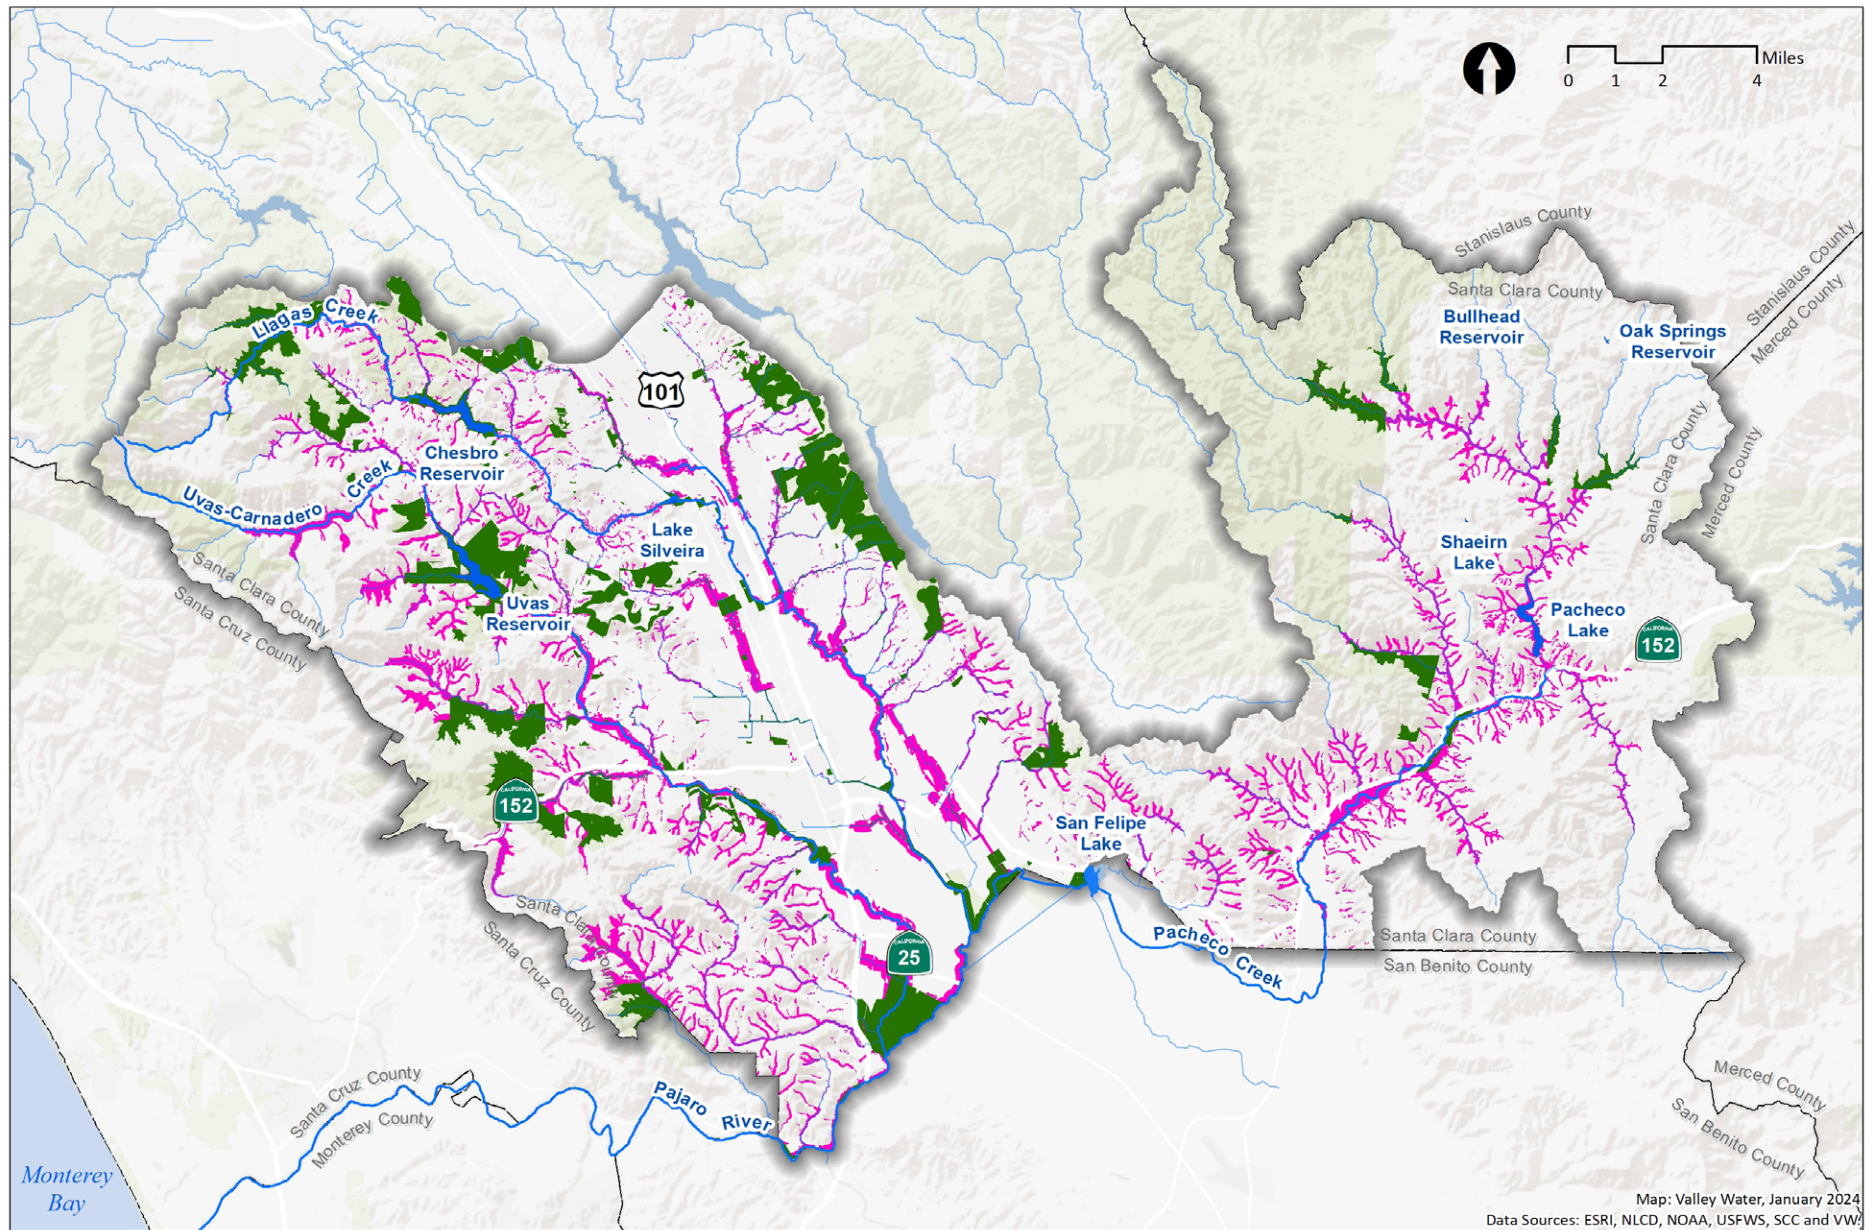 Miles
0 1 2 4
Stanislaus County
Santa Clara County
Stanislaus County
Merced County
Bullhead
Reservoir
Oak Springs
Reservoir
Llagas Creek
101
Chesbro
Reservoir
Uvas-Carnadero Creek
Santa Clara County
Merced County
Lake
Silveira
Shaeirn
Lake
Santa Clara County
Santa Cruz County
Uvas
Reservoir
Pacheco
Lake
CALIFORNIA
152
CALIFORNIA
152
San Felipe
Lake
Santa Clara County
Santa Cruz County
CALIFORNIA
25
Pacheco Creek
Santa Clara County
San Benito County
Santa Cruz County
Monterey County
Pajaro River
Merced County
San Benito County
Monterey
Bay
Map: Valley Water, January 2024
Data Sources: ESRI, NLCD, NOAA, USFWS, SCC and VW